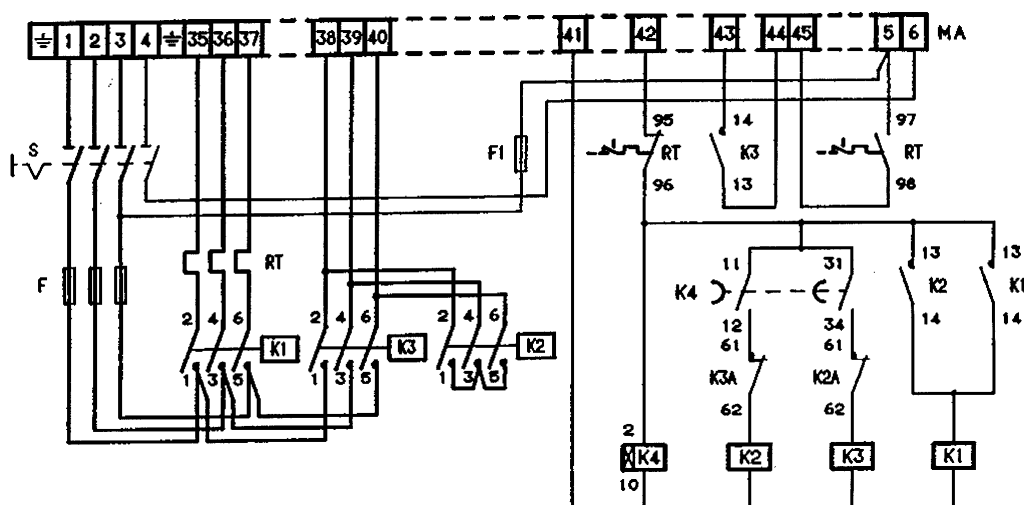 1 2 3 4 35 36 37 38 39 40 41 42 43 44 45 5 6 MA
95 14 97
S F1 RT K3 RT
96 13 98
F RT 13 13
11 31 K2 K1
K4
2 4 6 2 4 6 2 4 6 12 34 14 14
K1 K3 K2 61 61
1 3 5 1 3 5 1 3 5 K3A K2A
62 62
2
K4 K2 K3 K1
10